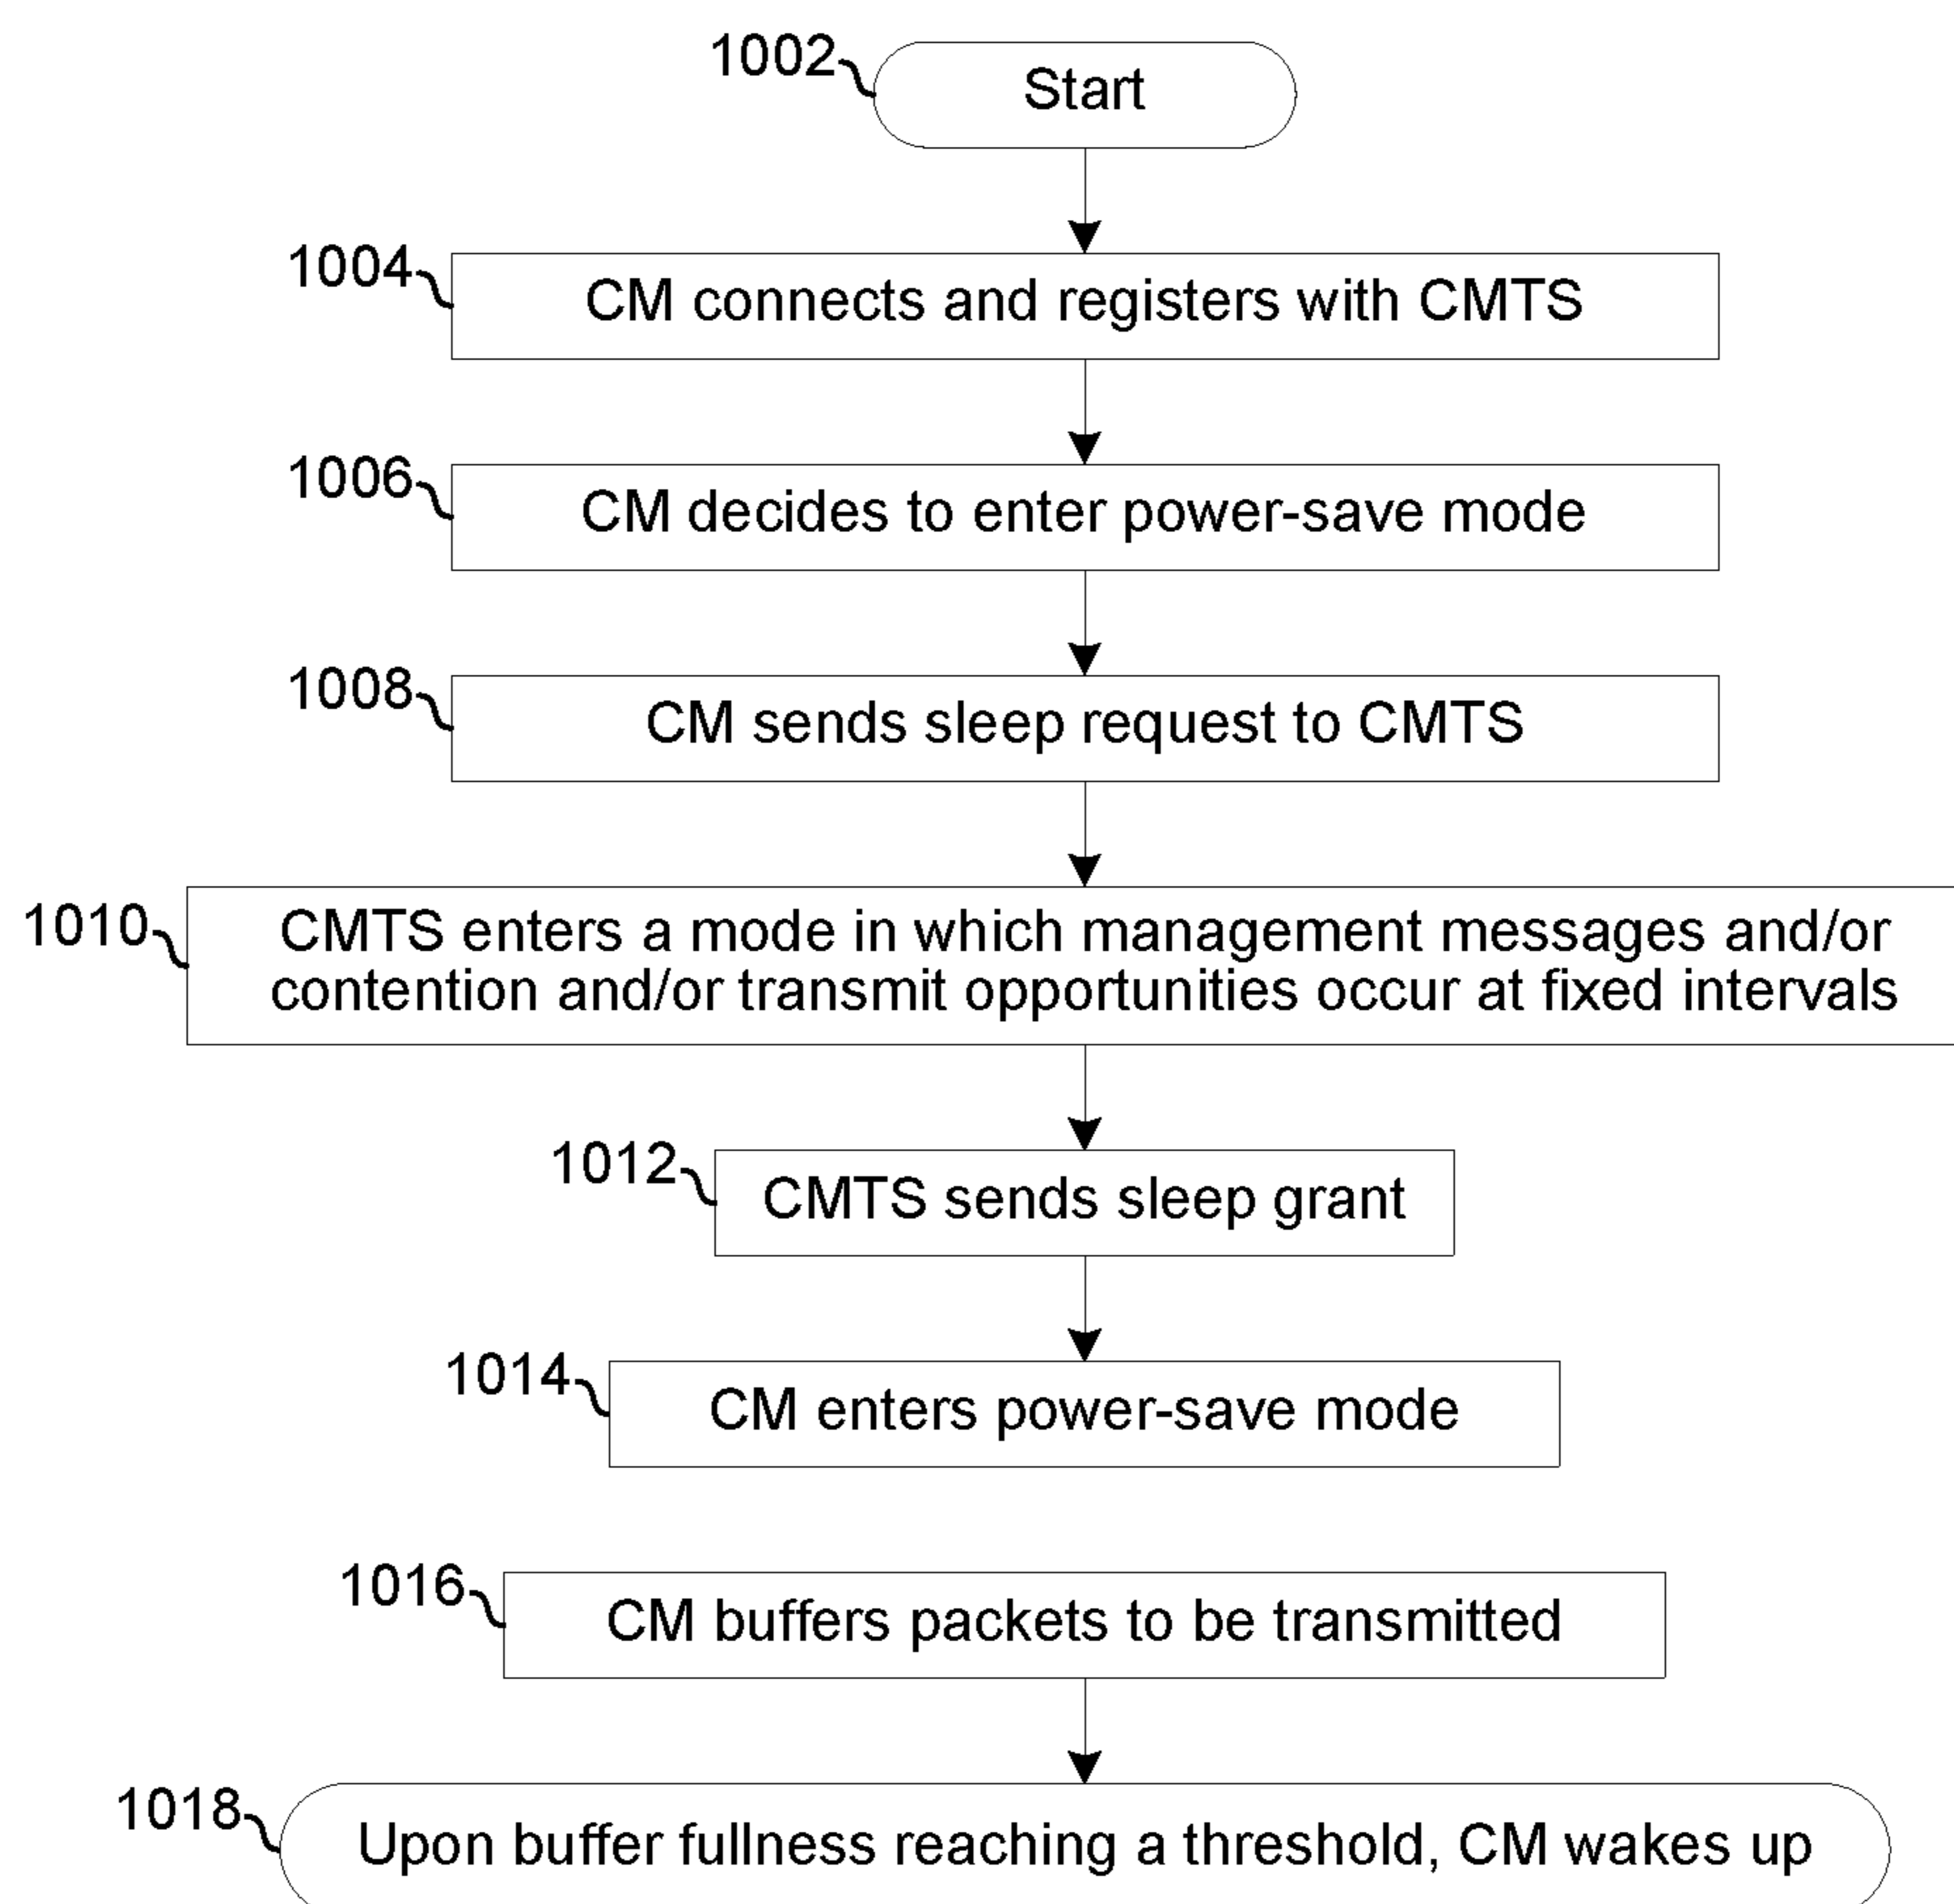 1002
Start
1004
CM connects and registers with CMTS
1006
CM decides to enter power-save mode
1008
CM sends sleep request to CMTS
1010
CMTS enters a mode in which management messages and/or
contention and/or transmit opportunities occur at fixed intervals
1012
CMTS sends sleep grant
1014
CM enters power-save mode
1016
CM buffers packets to be transmitted
1018
Upon buffer fullness reaching a threshold, CM wakes up